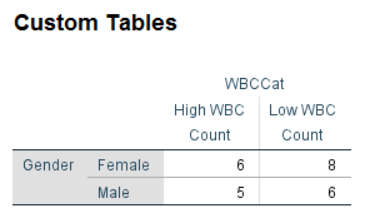 Custom Tables
WBCCat
High WBC Low WBC
Count Count
Gender Female 6 8
Male 5 6